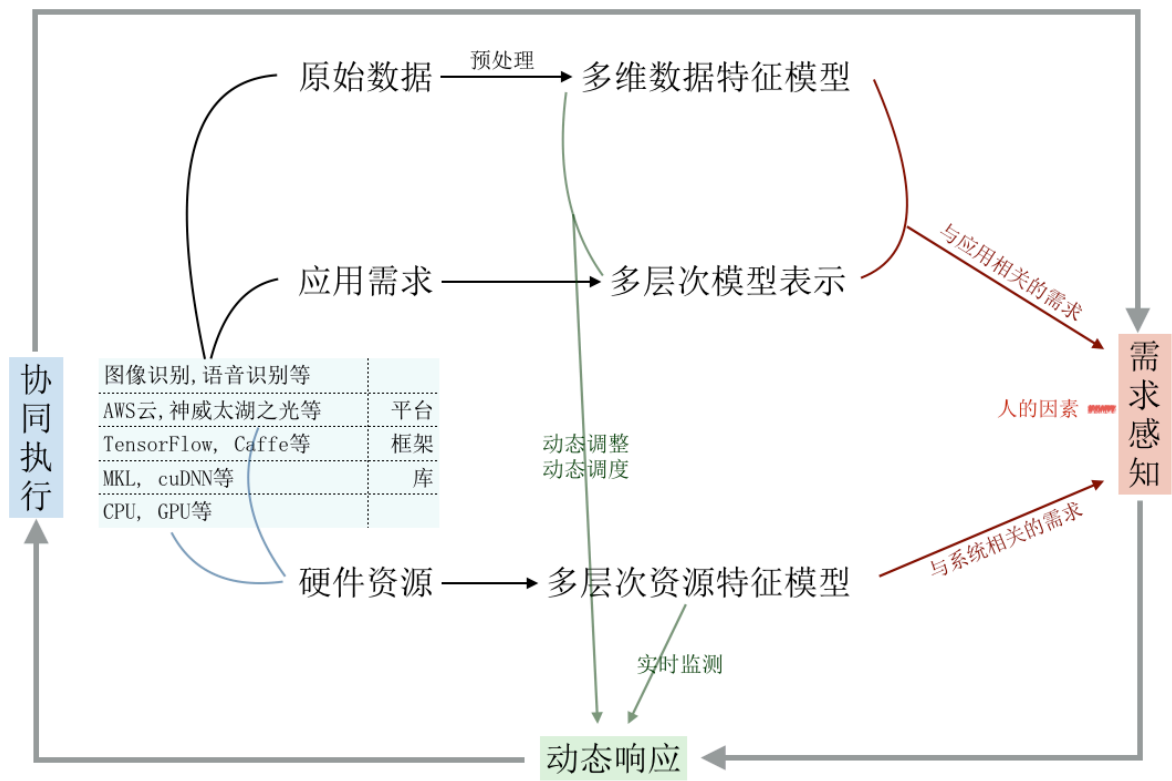 原始数据
预处理
多维数据特征模型
应用需求
多层次模型表示
与应用相关的需求
协同执行
图像识别,语音识别等
AWS云,神威太湖之光等 平台
TensorFlow, Caffe等 框架
MKL, cuDNN等 库
CPU, GPU等
动态调整
动态调度
人的因素
需求感知
与系统相关的需求
硬件资源
多层次资源特征模型
实时监测
动态响应